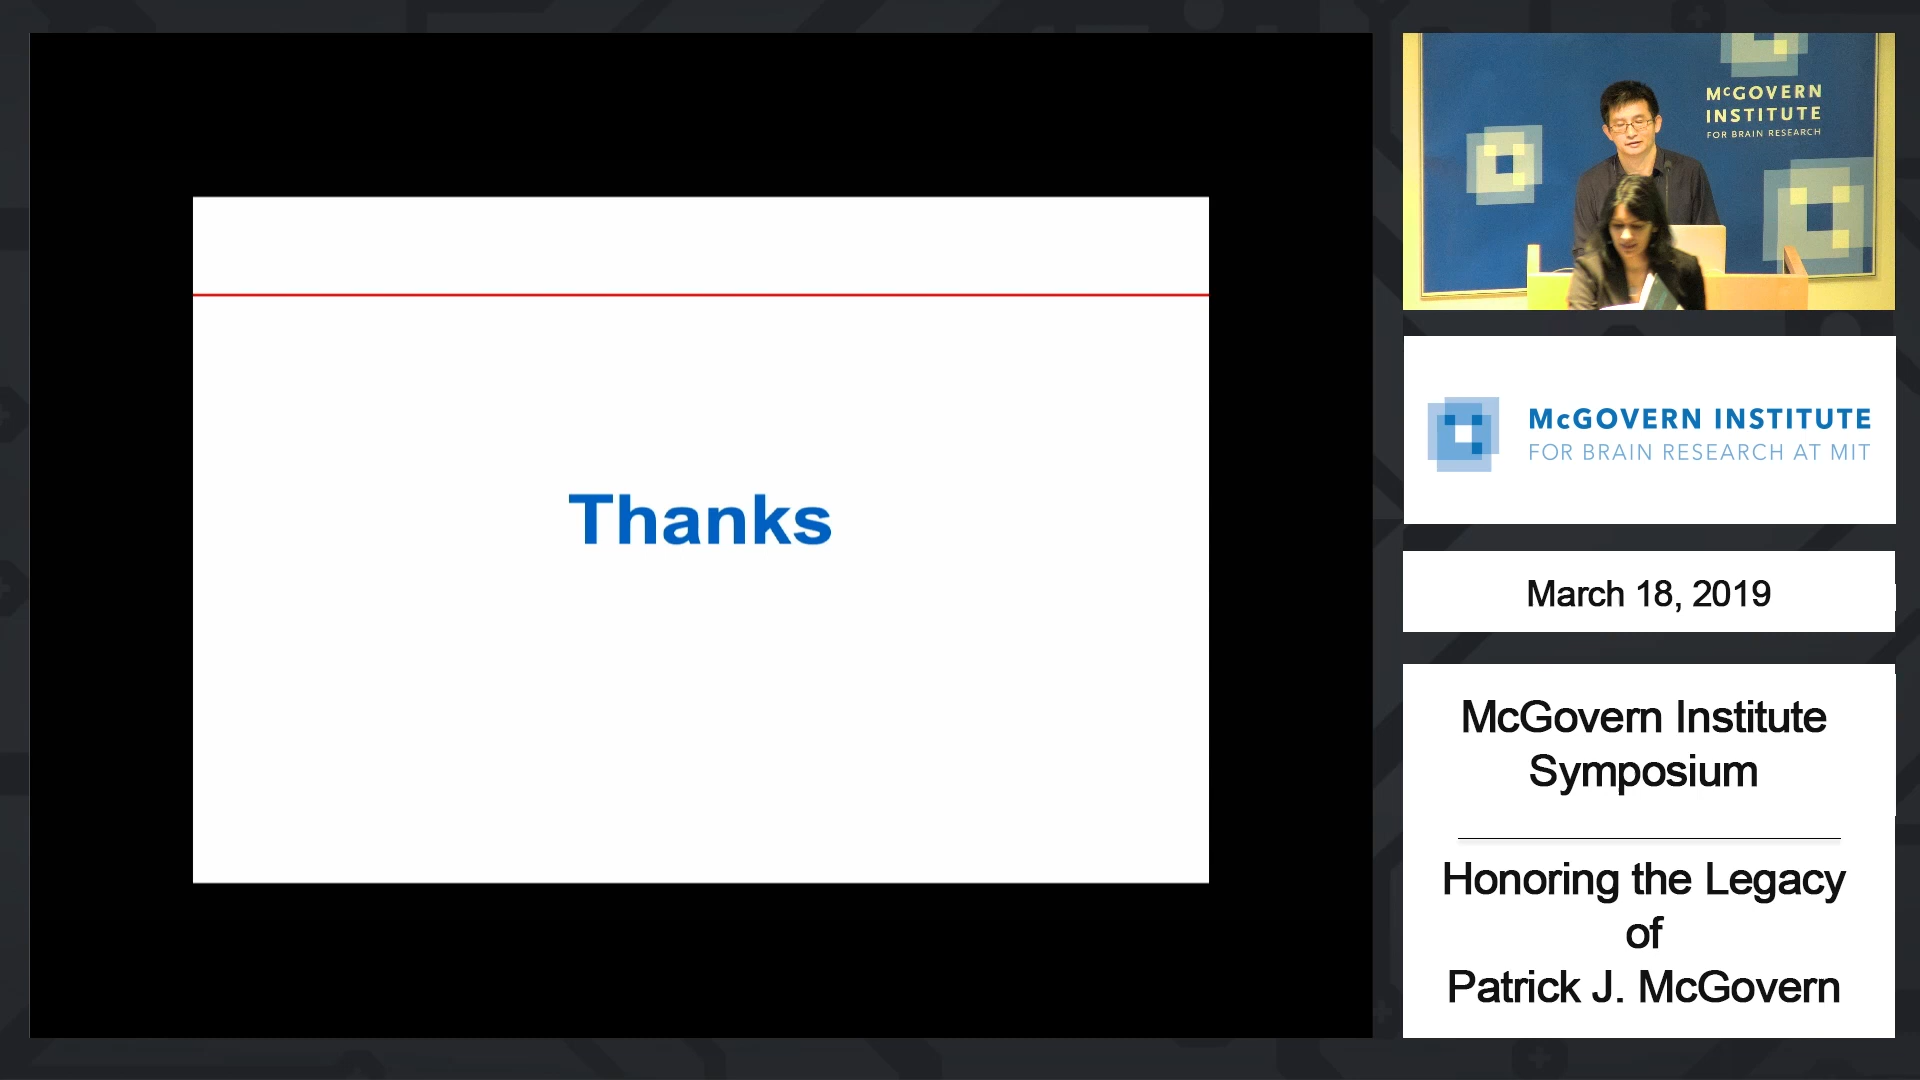 Thanks
McGOVERN
INSTITUTE
FOR BRAIN RESEARCH
McGOVERN INSTITUTE
FOR BRAIN RESEARCH AT MIT
March 18, 2019
McGovern Institute
Symposium
Honoring the Legacy
of
Patrick J. McGovern